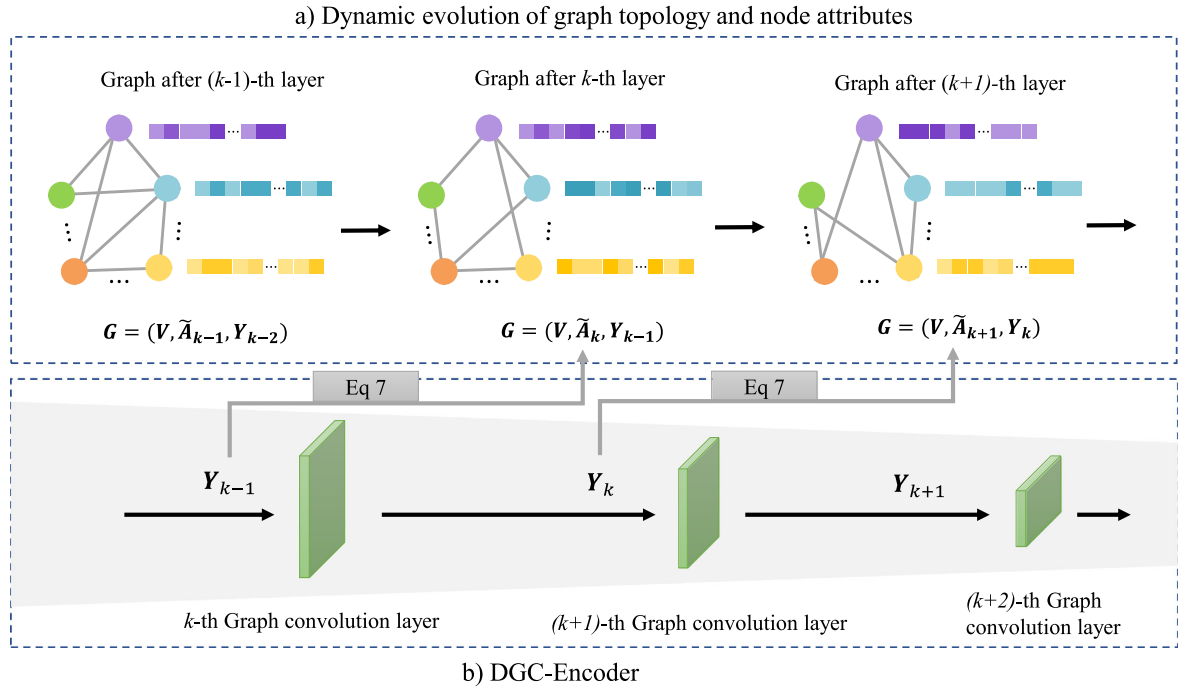 a) Dynamic evolution of graph topology and node attributes
Graph after (k-1)-th layer
Graph after k-th layer
Graph after (k+1)-th layer
G = (V, Ã_{k−1}, Y_{k−2})
G = (V, Ã_k, Y_{k−1})
G = (V, Ã_{k+1}, Y_k)
Eq 7
Eq 7
Y_{k−1}
Y_k
Y_{k+1}
k-th Graph convolution layer
(k+1)-th Graph convolution layer
(k+2)-th Graph
convolution layer
b) DGC-Encoder